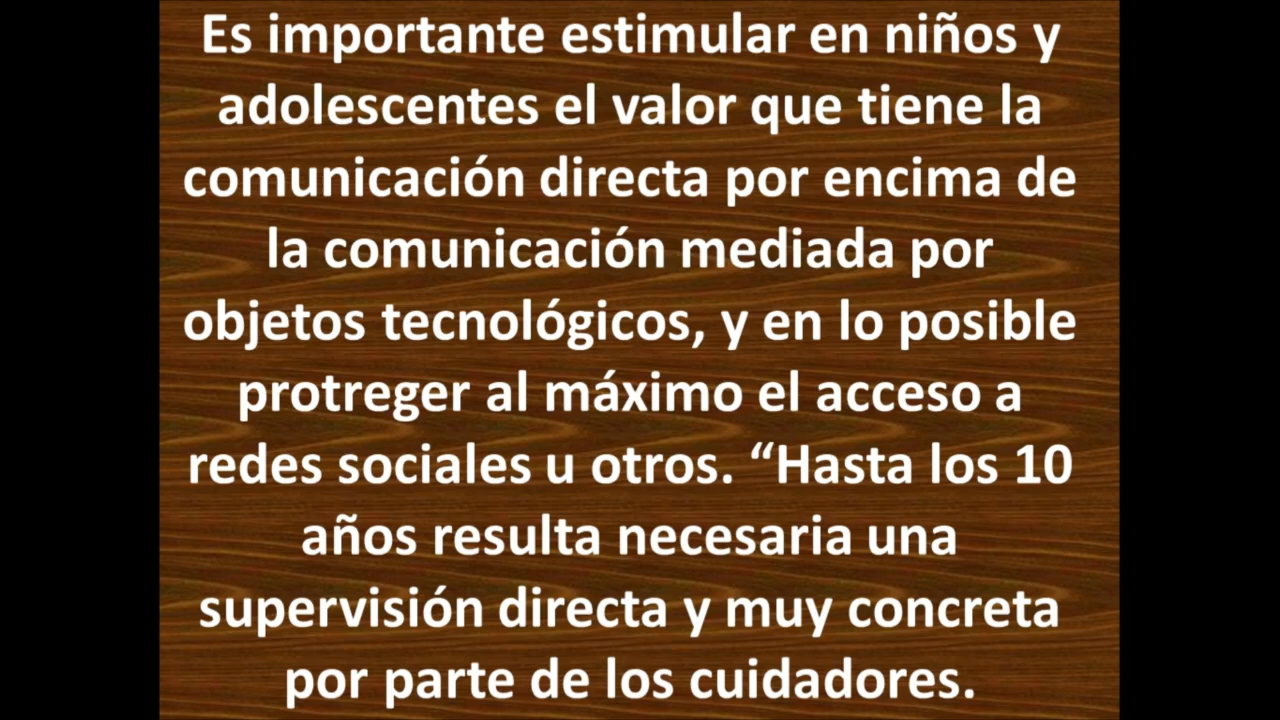 Es importante estimular en niños y
adolescentes el valor que tiene la
comunicación directa por encima de
la comunicación mediada por
objetos tecnológicos, y en lo posible
protreger al máximo el acceso a
redes sociales u otros. “Hasta los 10
años resulta necesaria una
supervisión directa y muy concreta
por parte de los cuidadores.